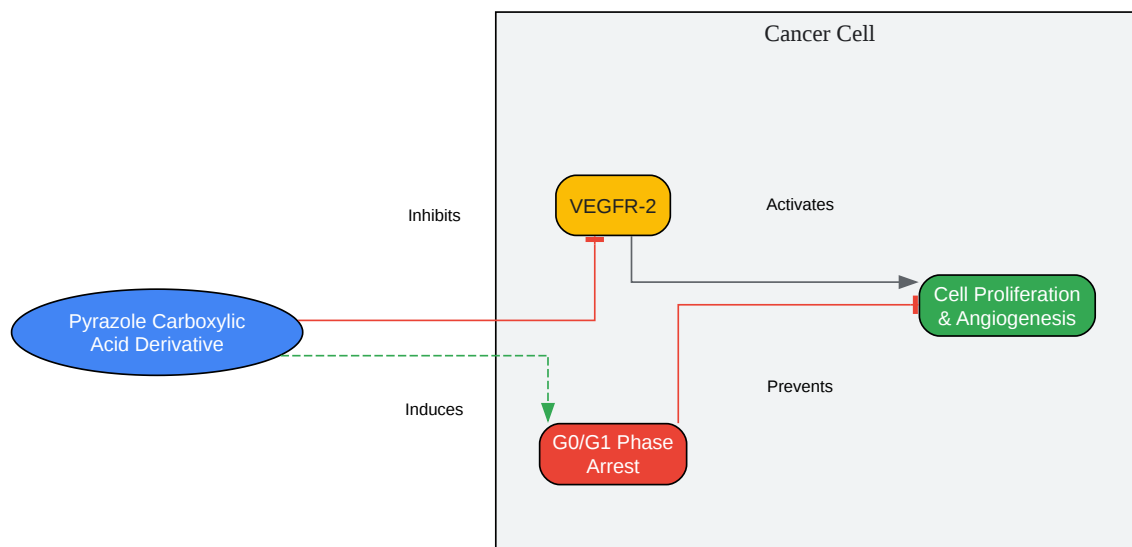 Cancer Cell
Inhibits
VEGFR-2
Activates
Pyrazole Carboxylic
Acid Derivative
Cell Proliferation
& Angiogenesis
Induces
Prevents
G0/G1 Phase
Arrest